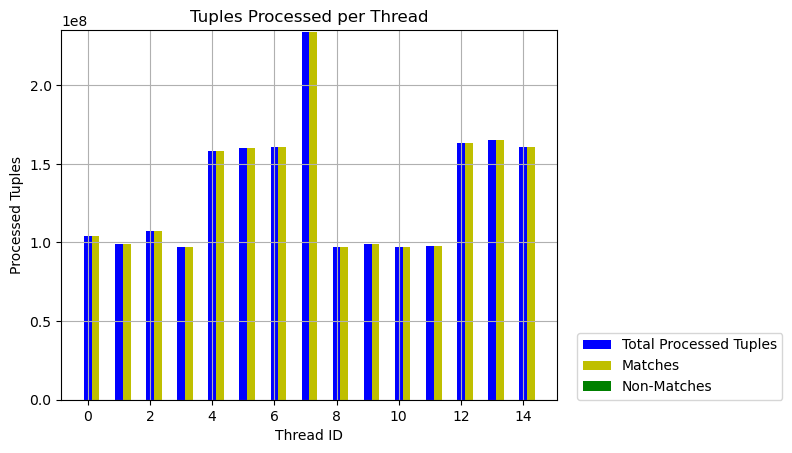 Tuples Processed per Thread
1e8
2.0
1.5
1.0
0.5
0.0
Processed Tuples
0 2 4 6 8 10 12 14
Thread ID
Total Processed Tuples
Matches
Non-Matches